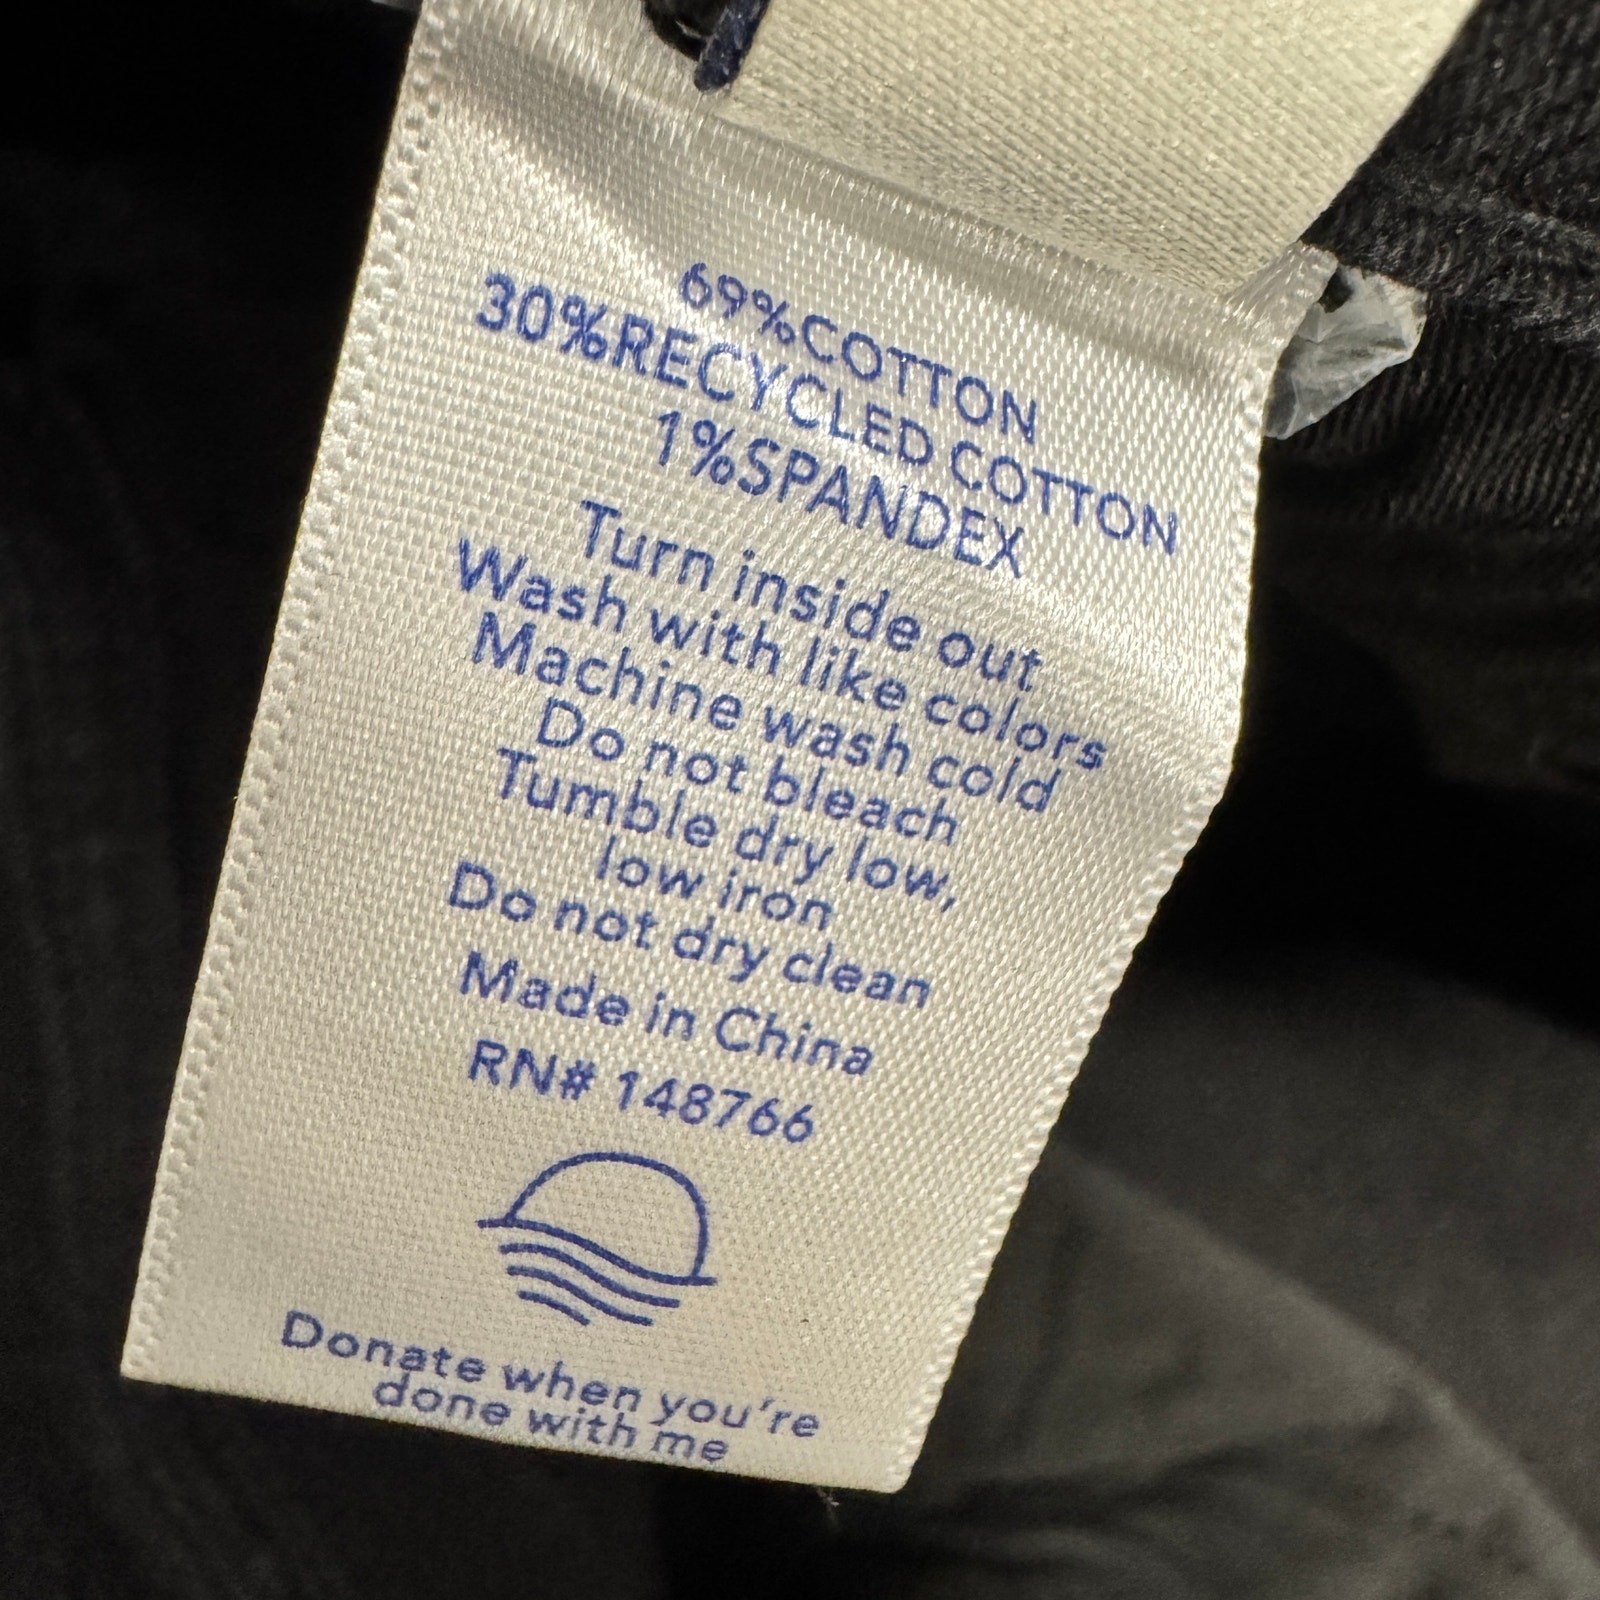 69%COTTON
30%RECYCLED COTTON
1%SPANDEX
Turn inside out
Wash with like colors
Machine wash cold
Do not bleach
Tumble dry low,
low iron
Do not dry clean
Made in China
RN# 148766
Donate when you're
done with me